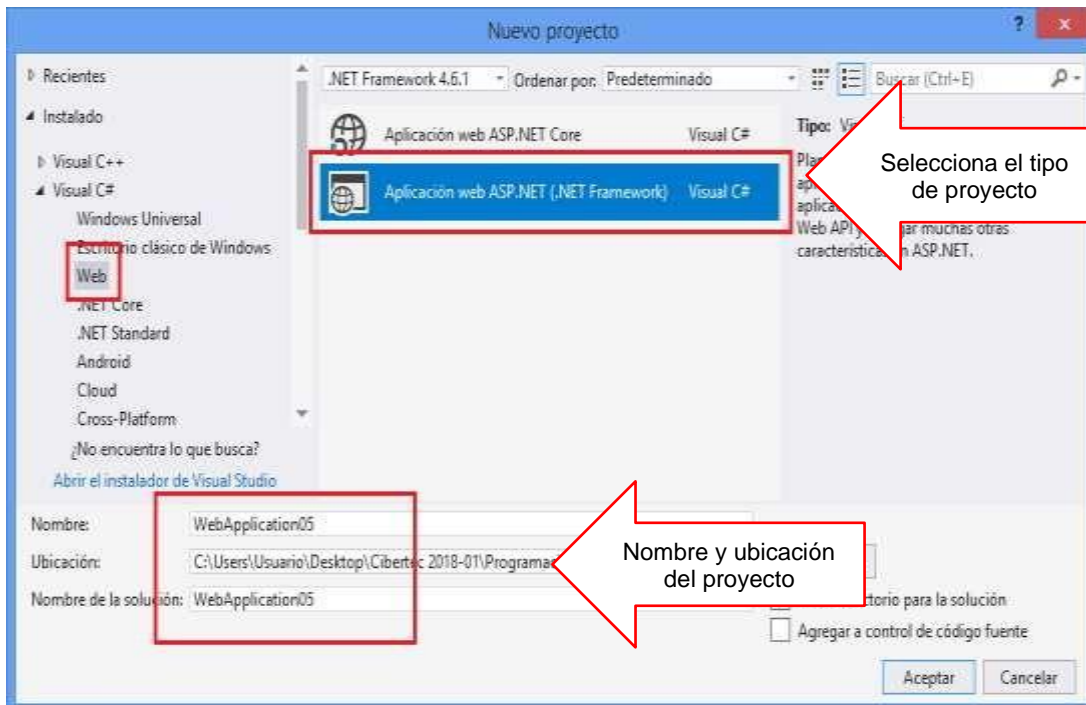 Nuevo proyecto
?
x
Recientes
Instalado
Visual C++
Visual C#
Windows Universal
Escritorio clásico de Windows
Web
.NET Core
.NET Standard
Android
Cloud
Cross-Platform
¿No encuentra lo que busca?
Abrir el instalador de Visual Studio
.NET Framework 4.6.1 Ordenar por: Predeterminado
Buscar (Ctrl+E)
Aplicación web ASP.NET Core Visual C#
Aplicación web ASP.NET (.NET Framework) Visual C#
Tipo:
Web API muchas otras
ASP.NET.
Selecciona el tipo
de proyecto
Nombre: WebApplication05
Ubicación: C:\Users\Usuario\Desktop\Cibertec 2018-01\
Nombre de la solución: WebApplication05
Nombre y ubicación
del proyecto
para la solución
Agregar a control de código fuente
Aceptar Cancelar